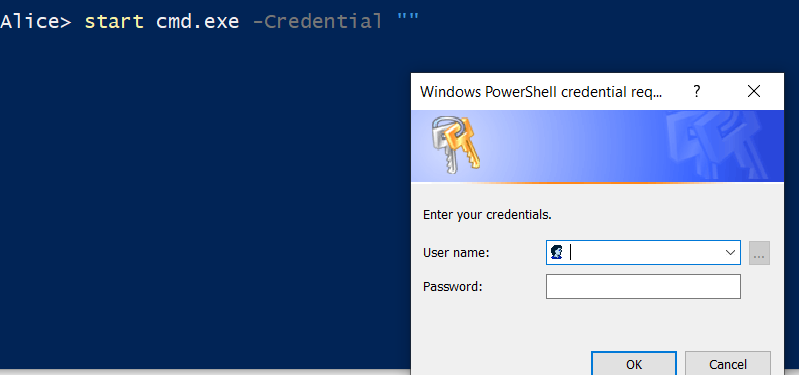 Alice> start cmd.exe -Credential ""
Windows PowerShell credential req... ?
Enter your credentials.
User name:
...
Password:
OK Cancel